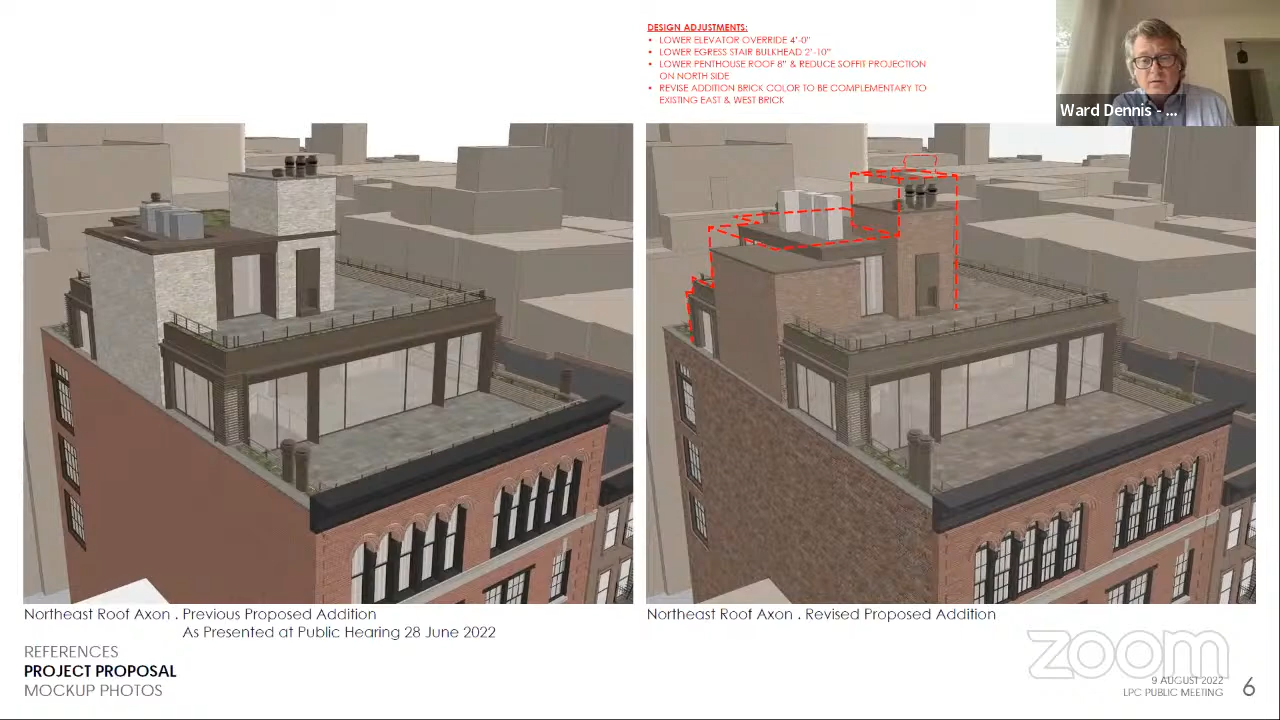 DESIGN ADJUSTMENTS:
• LOWER ELEVATOR OVERRIDE 4'-0"
• LOWER EGRESS STAIR BULKHEAD 2'-10"
• LOWER PENTHOUSE ROOF 8" & REDUCE SOFFIT PROJECTION
ON NORTH SIDE
• REVISE ADDITION BRICK COLOR TO BE COMPLEMENTARY TO
EXISTING EAST & WEST BRICK
Ward Dennis - ...
Northeast Roof Axon . Previous Proposed Addition
As Presented at Public Hearing 28 June 2022
Northeast Roof Axon . Revised Proposed Addition
REFERENCES
PROJECT PROPOSAL
MOCKUP PHOTOS
zoom
9 AUGUST 2022
LPC PUBLIC MEETING
6